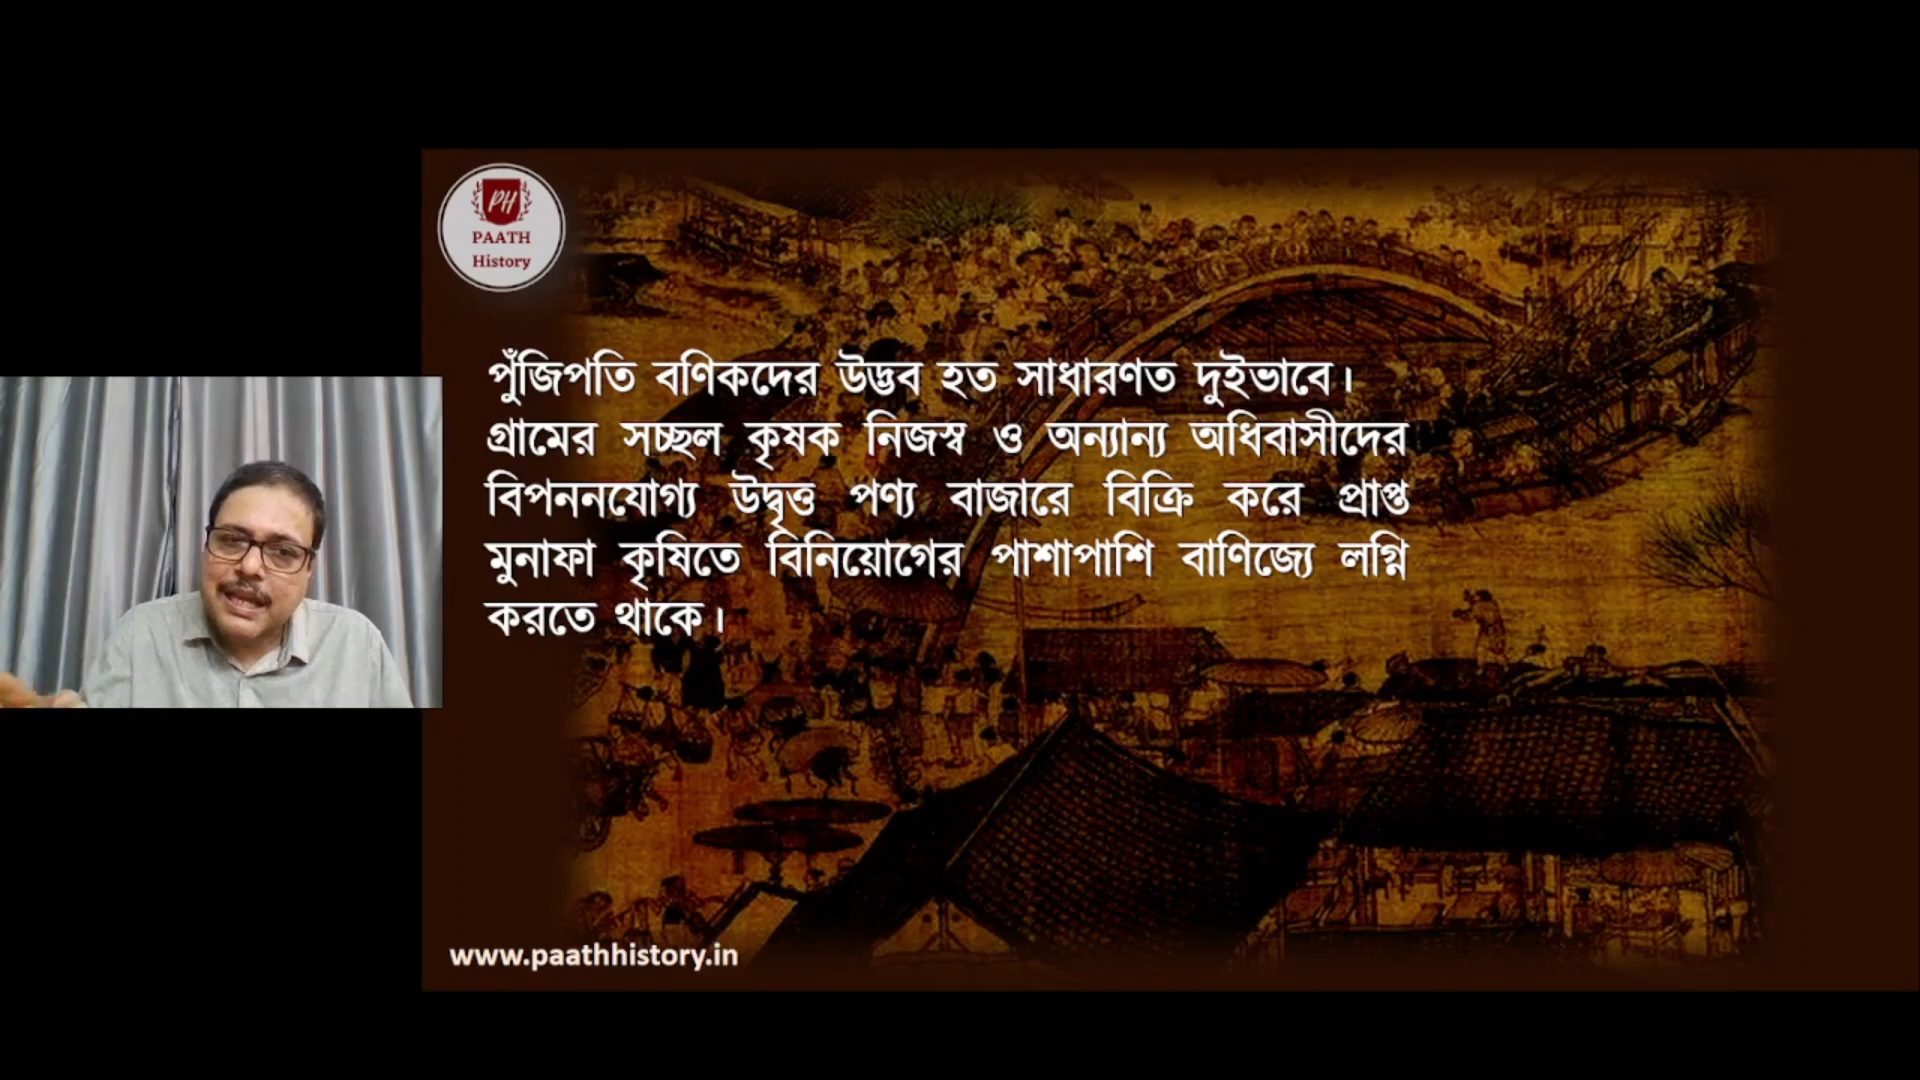 PH
PAATH
History
পুঁজিপতি বণিকদের উদ্ভব হত সাধারণত দুইভাবে।
গ্রামের সচ্ছল কৃষক নিজস্ব ও অন্যান্য অধিবাসীদের
বিপননযোগ্য উদ্বৃত্ত পণ্য বাজারে বিক্রি করে প্রাপ্ত
মুনাফা কৃষিতে বিনিয়োগের পাশাপাশি বাণিজ্যে লগ্নি
করতে থাকে।
www.paathhistory.in